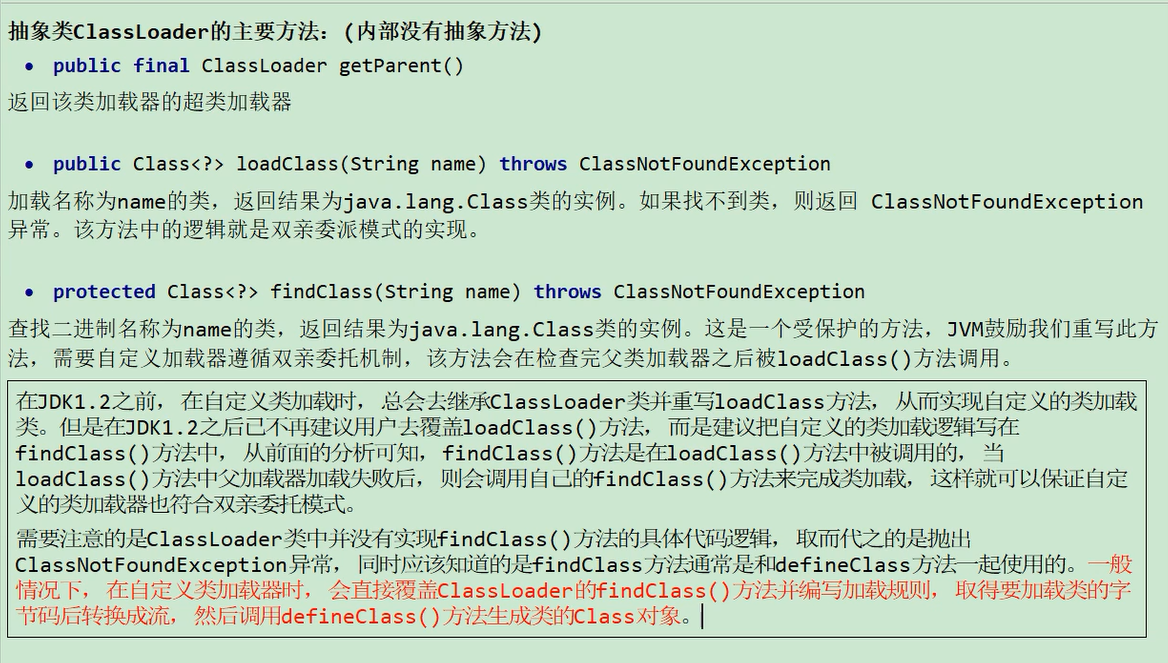 抽象类ClassLoader的主要方法：(内部没有抽象方法)
• public final ClassLoader getParent()
返回该类加载器的超类加载器
• public Class<?> loadClass(String name) throws ClassNotFoundException
加载名称为name的类，返回结果为java.lang.Class类的实例。如果找不到类，则返回 ClassNotFoundException
异常。该方法中的逻辑就是双亲委派模式的实现。
• protected Class<?> findClass(String name) throws ClassNotFoundException
查找二进制名称为name的类，返回结果为java.lang.Class类的实例。这是一个受保护的方法，JVM鼓励我们重写此方
法，需要自定义加载器遵循双亲委托机制，该方法会在检查完父类加载器之后被loadClass()方法调用。
在JDK1.2之前，在自定义类加载时，总会去继承ClassLoader类并重写loadClass方法，从而实现自定义的类加载
类。但是在JDK1.2之后已不再建议用户去覆盖loadClass()方法，而是建议把自定义的类加载逻辑写在
findClass()方法中，从前面的分析可知，findClass()方法是在loadClass()方法中被调用的，当
loadClass()方法中父加载器加载失败后，则会调用自己的findClass()方法来完成类加载，这样就可以保证自定
义的类加载器也符合双亲委托模式。
需要注意的是ClassLoader类中并没有实现findClass()方法的具体代码逻辑，取而代之的是抛出
ClassNotFoundException异常，同时应该知道的是findClass方法通常是和defineClass方法一起使用的。一般
情况下，在自定义类加载器时，会直接覆盖ClassLoader的findClass()方法并编写加载规则，取得要加载类的字
节码后转换成流，然后调用defineClass()方法生成类的Class对象。